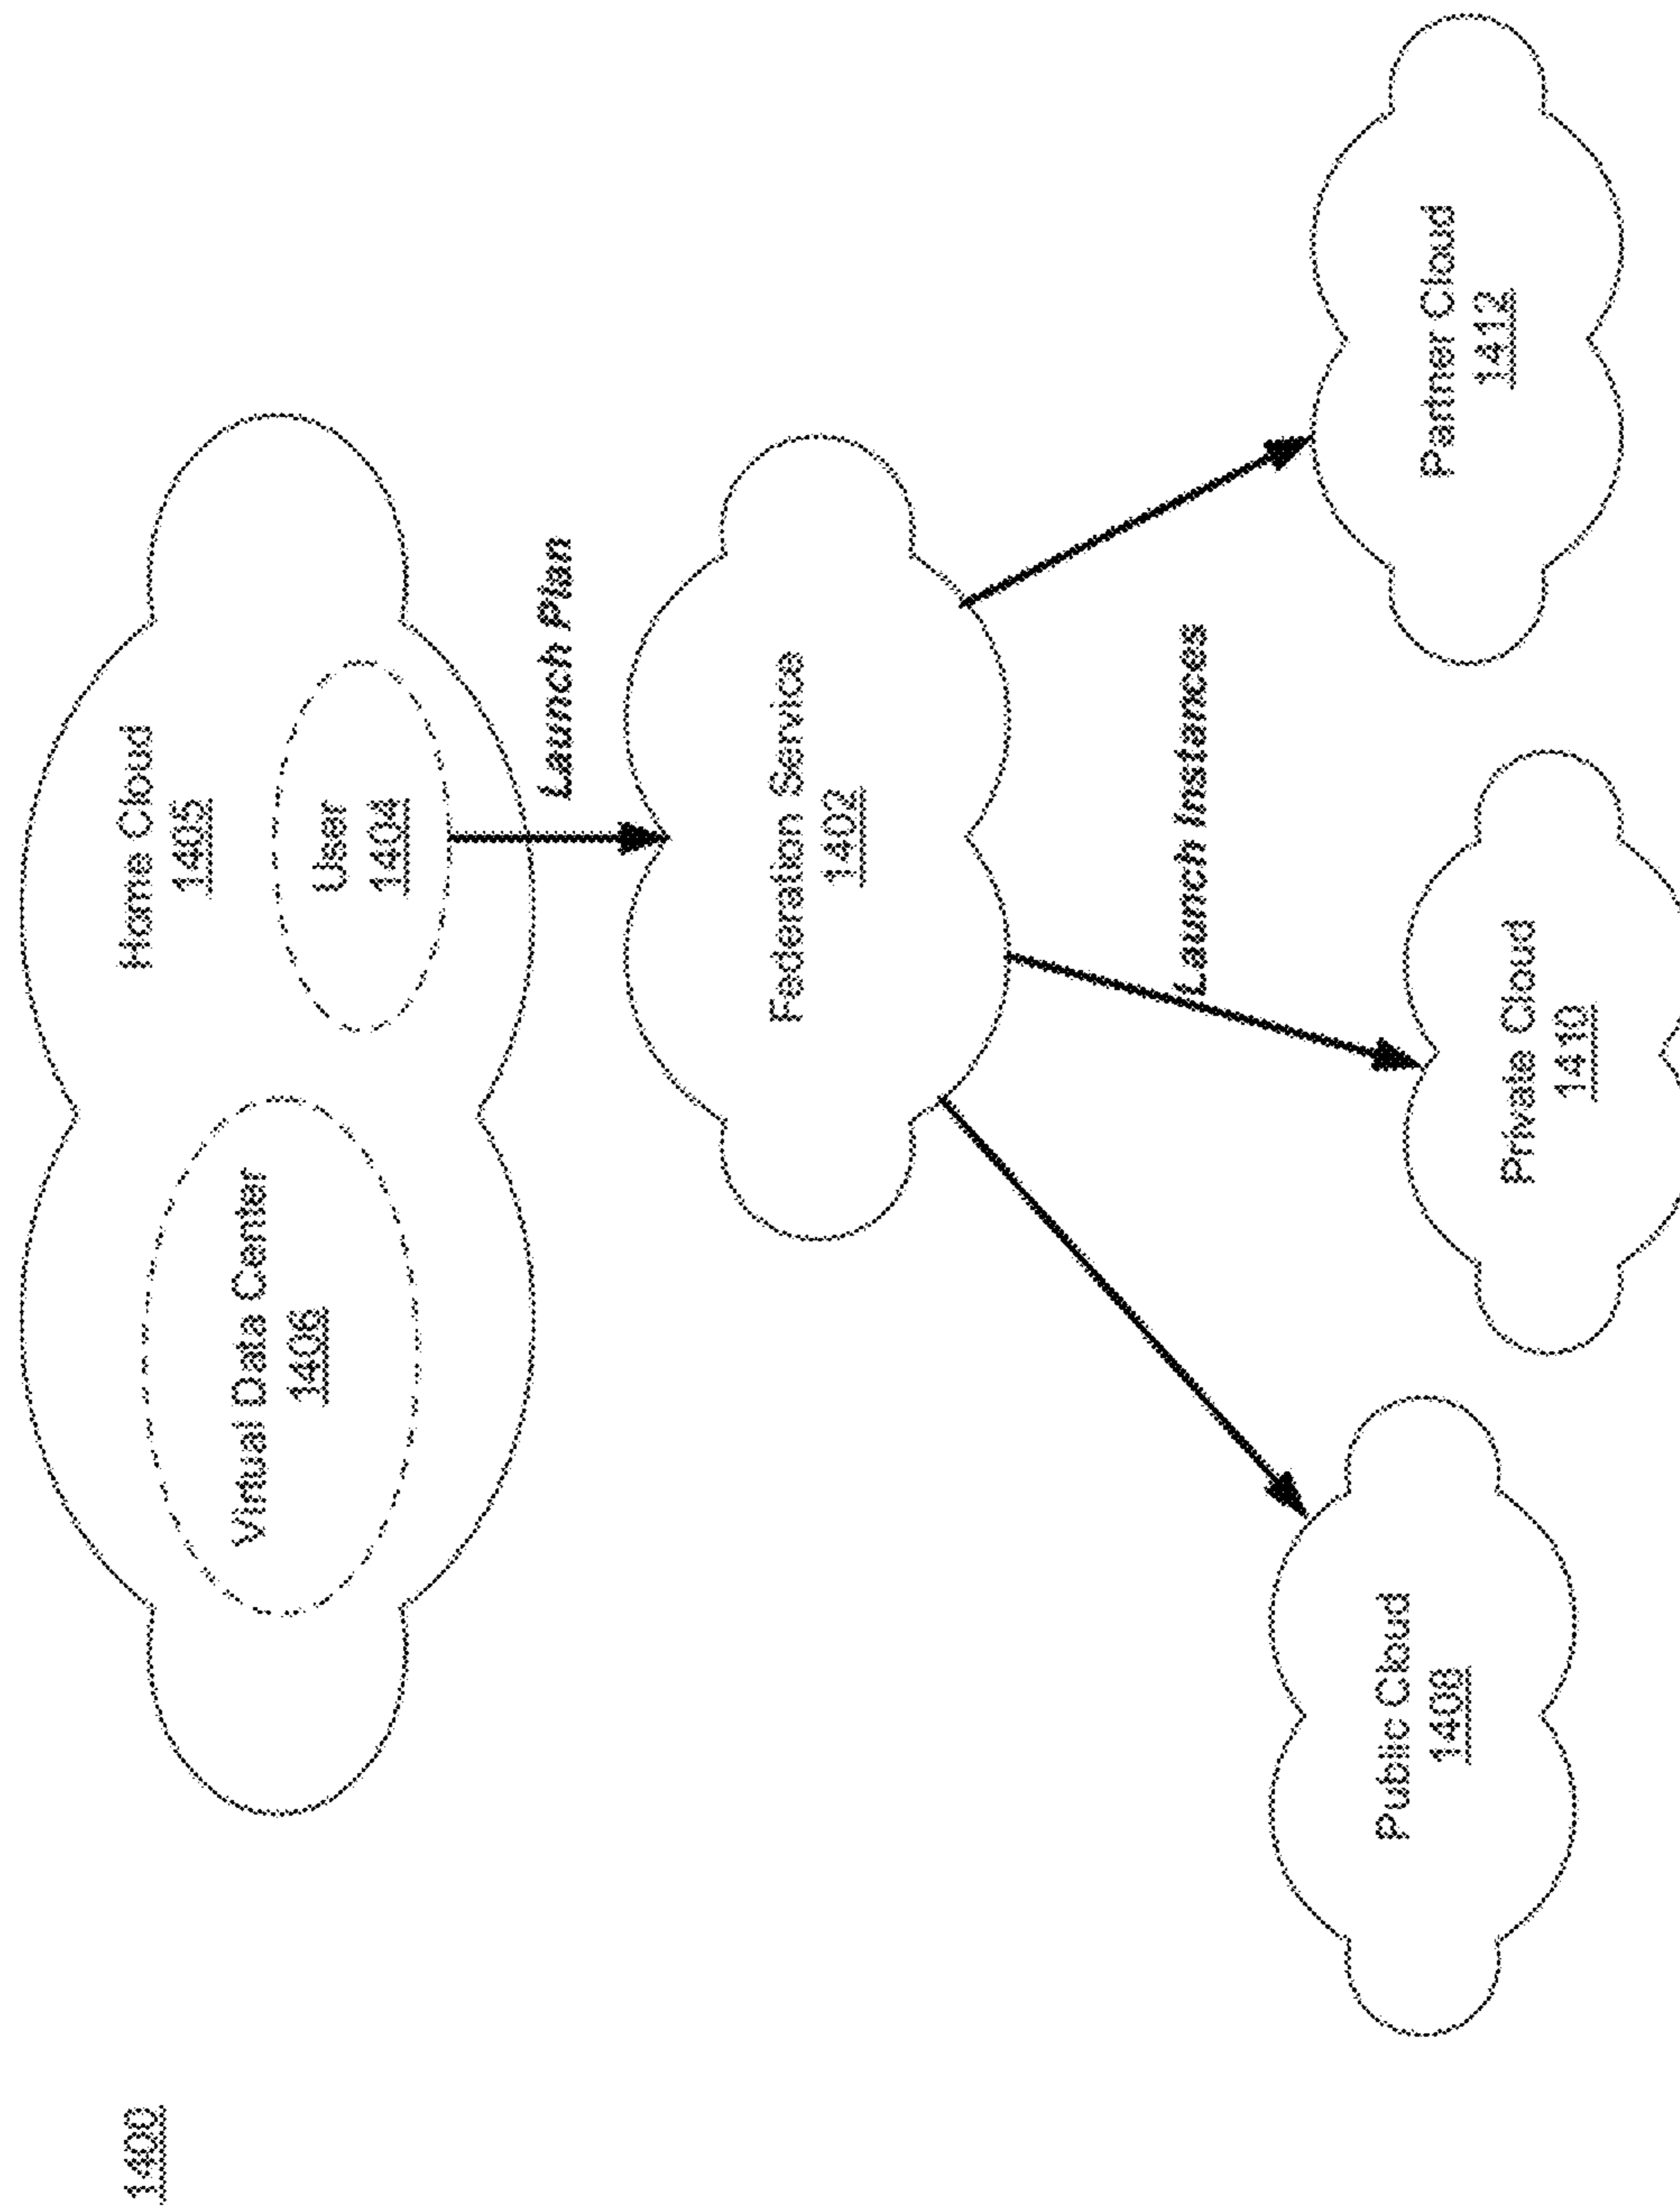 1400
Home Cloud
1405
Virtual Data Center
1406
User
1404
Launch Plan
Federation Service
1402
Launch Instances
Public Cloud
1408
Private Cloud
1410
Partner Cloud
1412